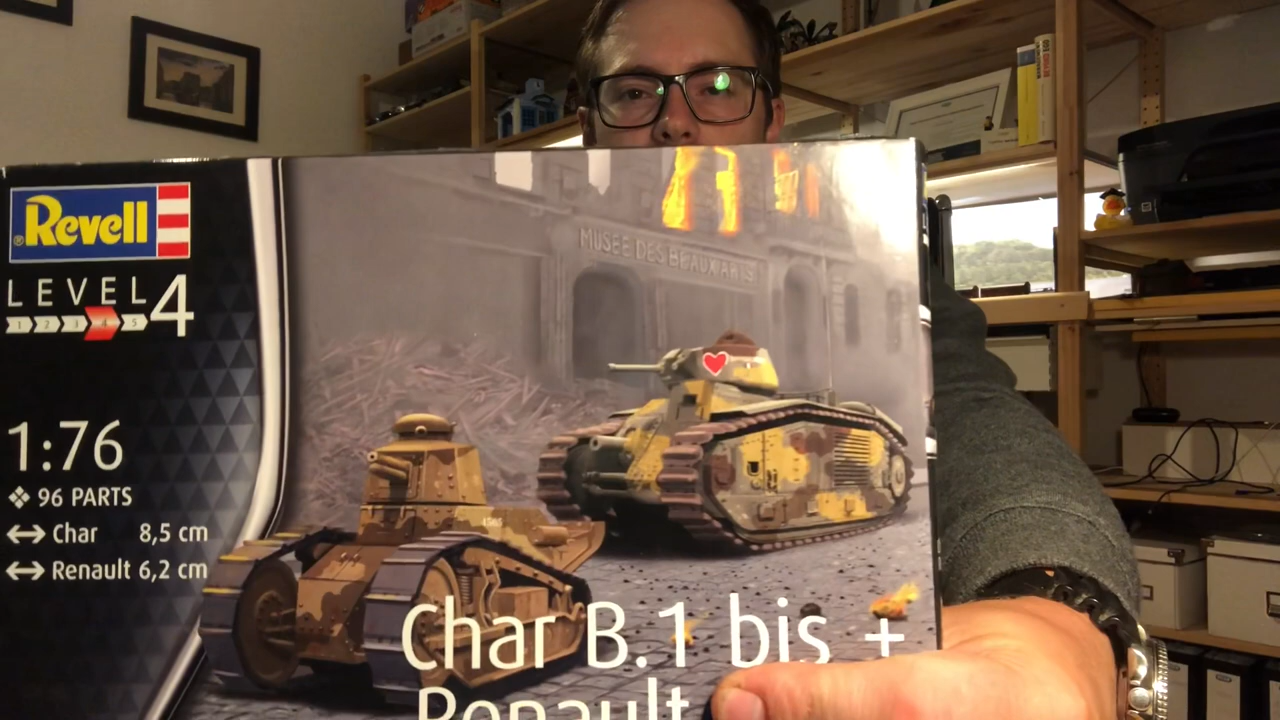 Revell
LEVEL 4
1 2 3 4 5
1:76
96 PARTS
Char 8,5 cm
Renault 6,2 cm
MUSEE DES BEAUX ARTS
Char B.1 bis +
Renault